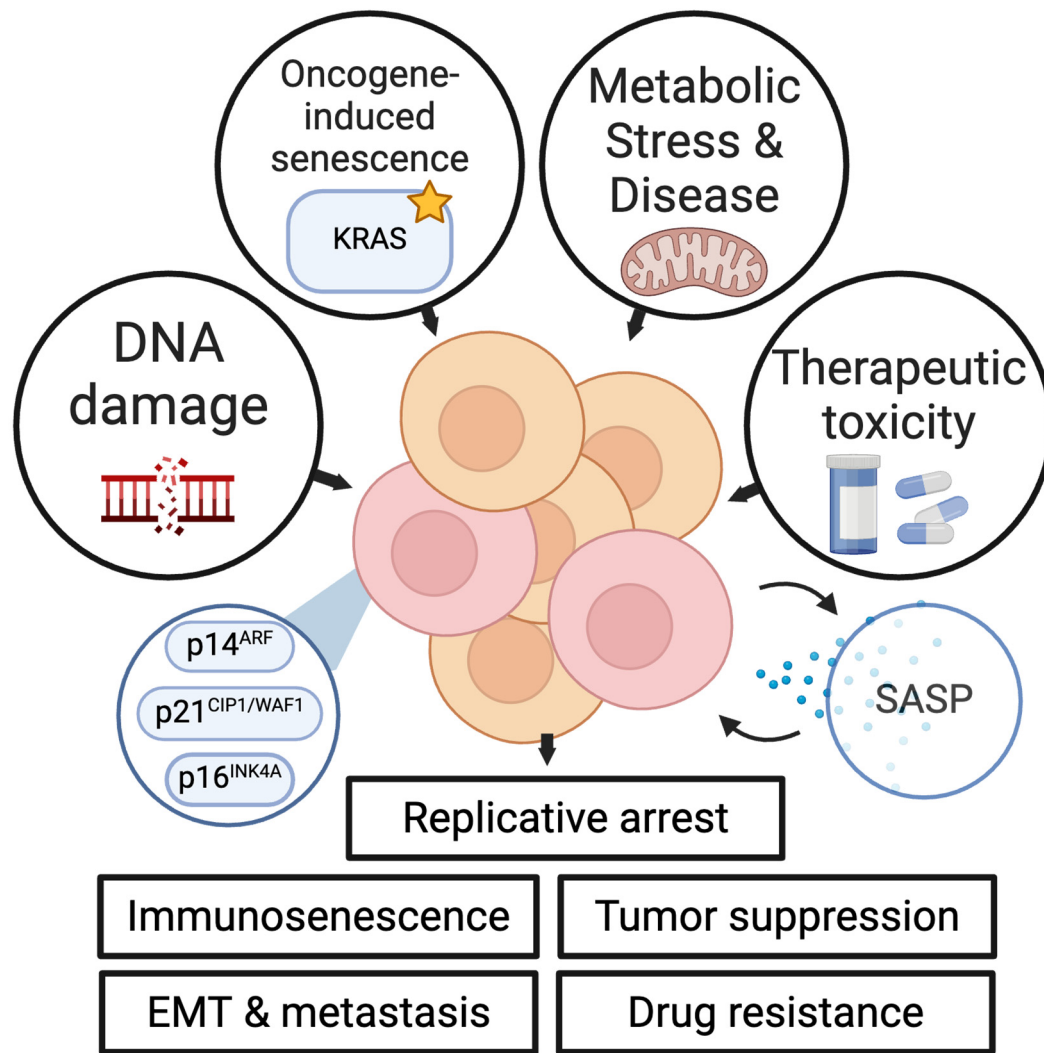 Oncogene-
induced
senescence
KRAS
Metabolic
Stress &
Disease
DNA
damage
Therapeutic
toxicity
p14ARF
p21CIP1/WAF1
p16INK4A
SASP
Replicative arrest
Immunosenescence
Tumor suppression
EMT & metastasis
Drug resistance